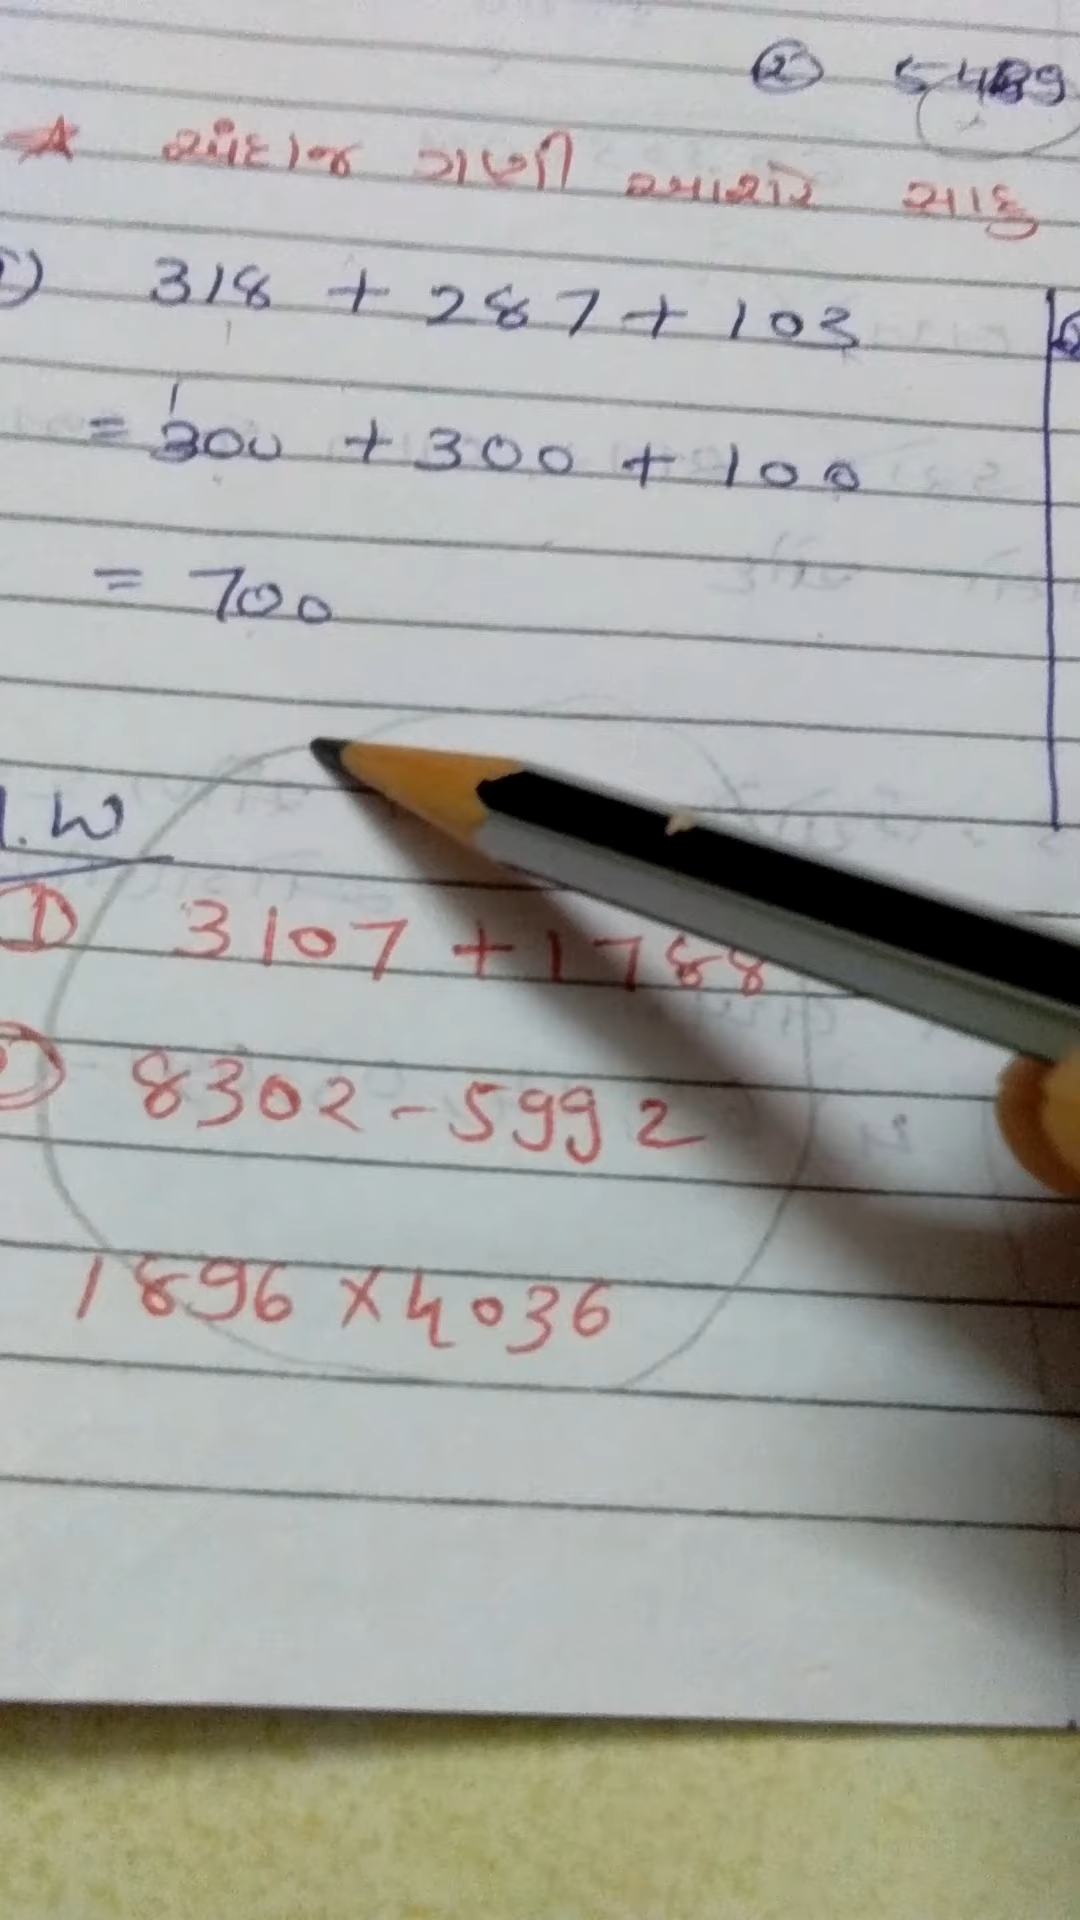 ② 5489
★ અંદાજ ગણી આશરે સાદુ
318 + 287 + 103
= 300 + 300 + 100
= 700
.W
① 3107 + 1788
② 8302 - 5992
1896 × 4036